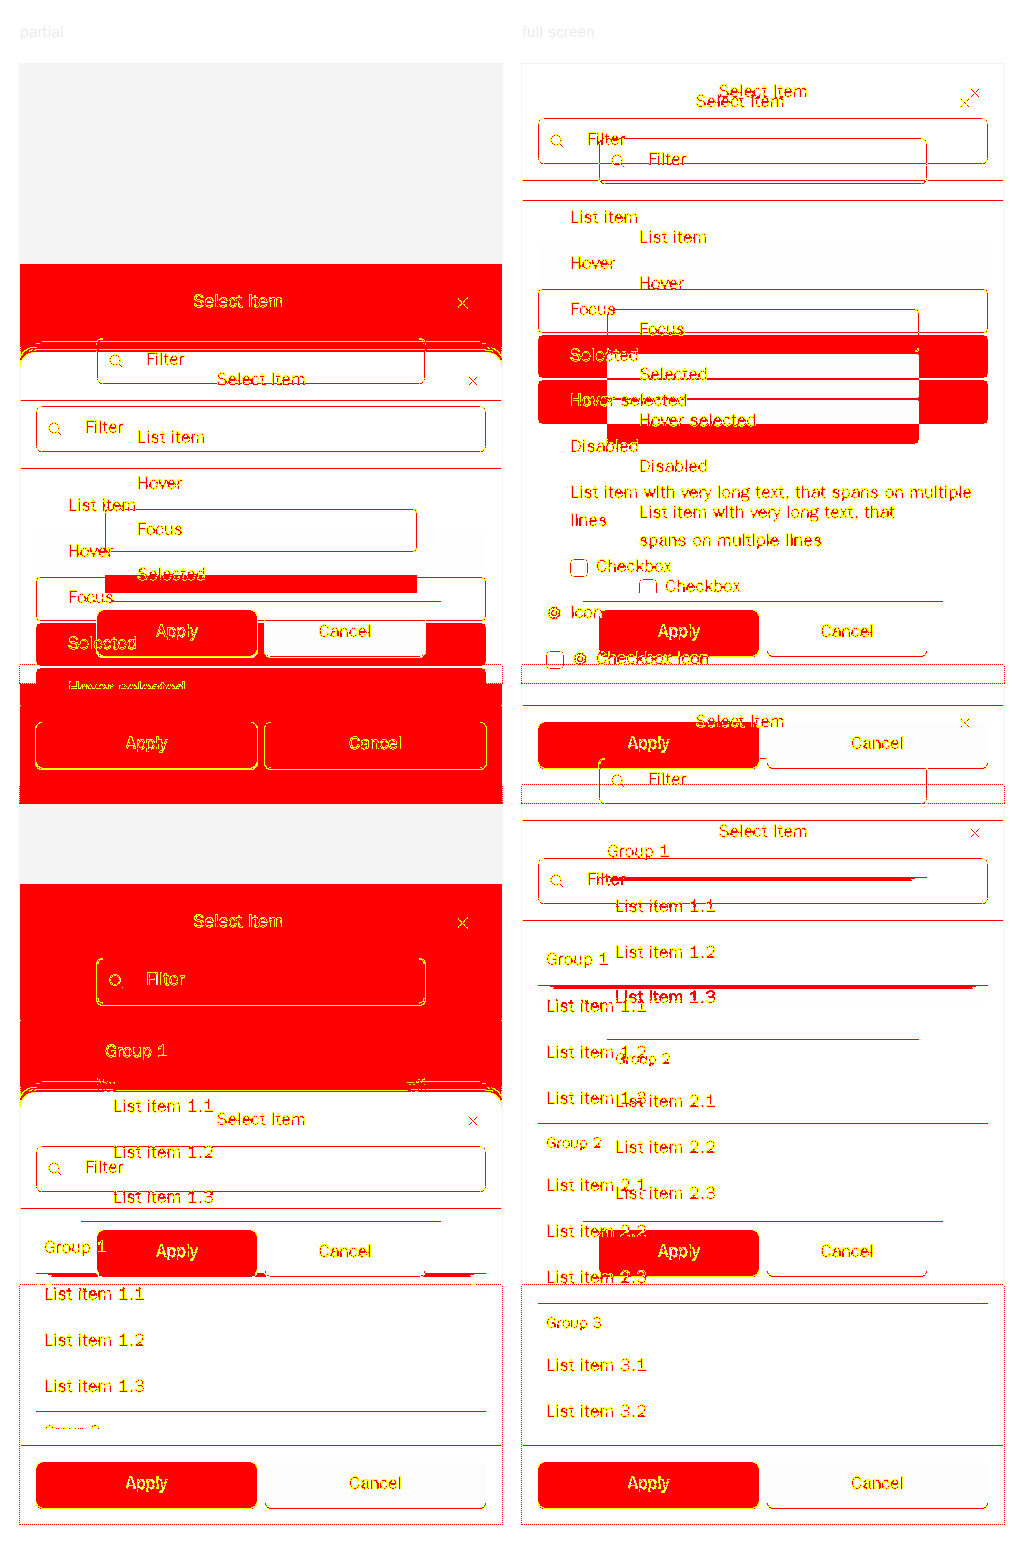 partial
full screen
Select Item
Filter
Select Item
Filter
List item
Hover
List item
Focus
Hover
Selected
Focus
Apply
Cancel
Selected
Hover selected
Apply
Cancel
Select Item
Filter
Group 1
List item 1.1
Select Item
List item 1.2
Filter
List item 1.3
Group 1
Apply
Cancel
List item 1.1
List item 1.2
List item 1.3
Apply
Cancel
Select Item
Select Item
Filter
Filter
List item
List item
Hover
Hover
Focus
Focus
Selected
Selected
Hover selected
Hover selected
Disabled
Disabled
List item with very long text, that spans on multiple
lines
List item with very long text, that
spans on multiple lines
Checkbox
Checkbox
Icon
Apply
Cancel
Checkbox Icon
Select Item
Apply
Cancel
Filter
Select Item
Group 1
Filter
List item 1.1
List item 1.2
Group 1
List item 1.3
List item 1.1
List item 1.2
Group 2
List item 1.3
List item 2.1
Group 2
List item 2.2
List item 2.1
List item 2.3
List item 2.2
Apply
Cancel
List item 2.3
Group 3
List item 3.1
List item 3.2
Apply
Cancel